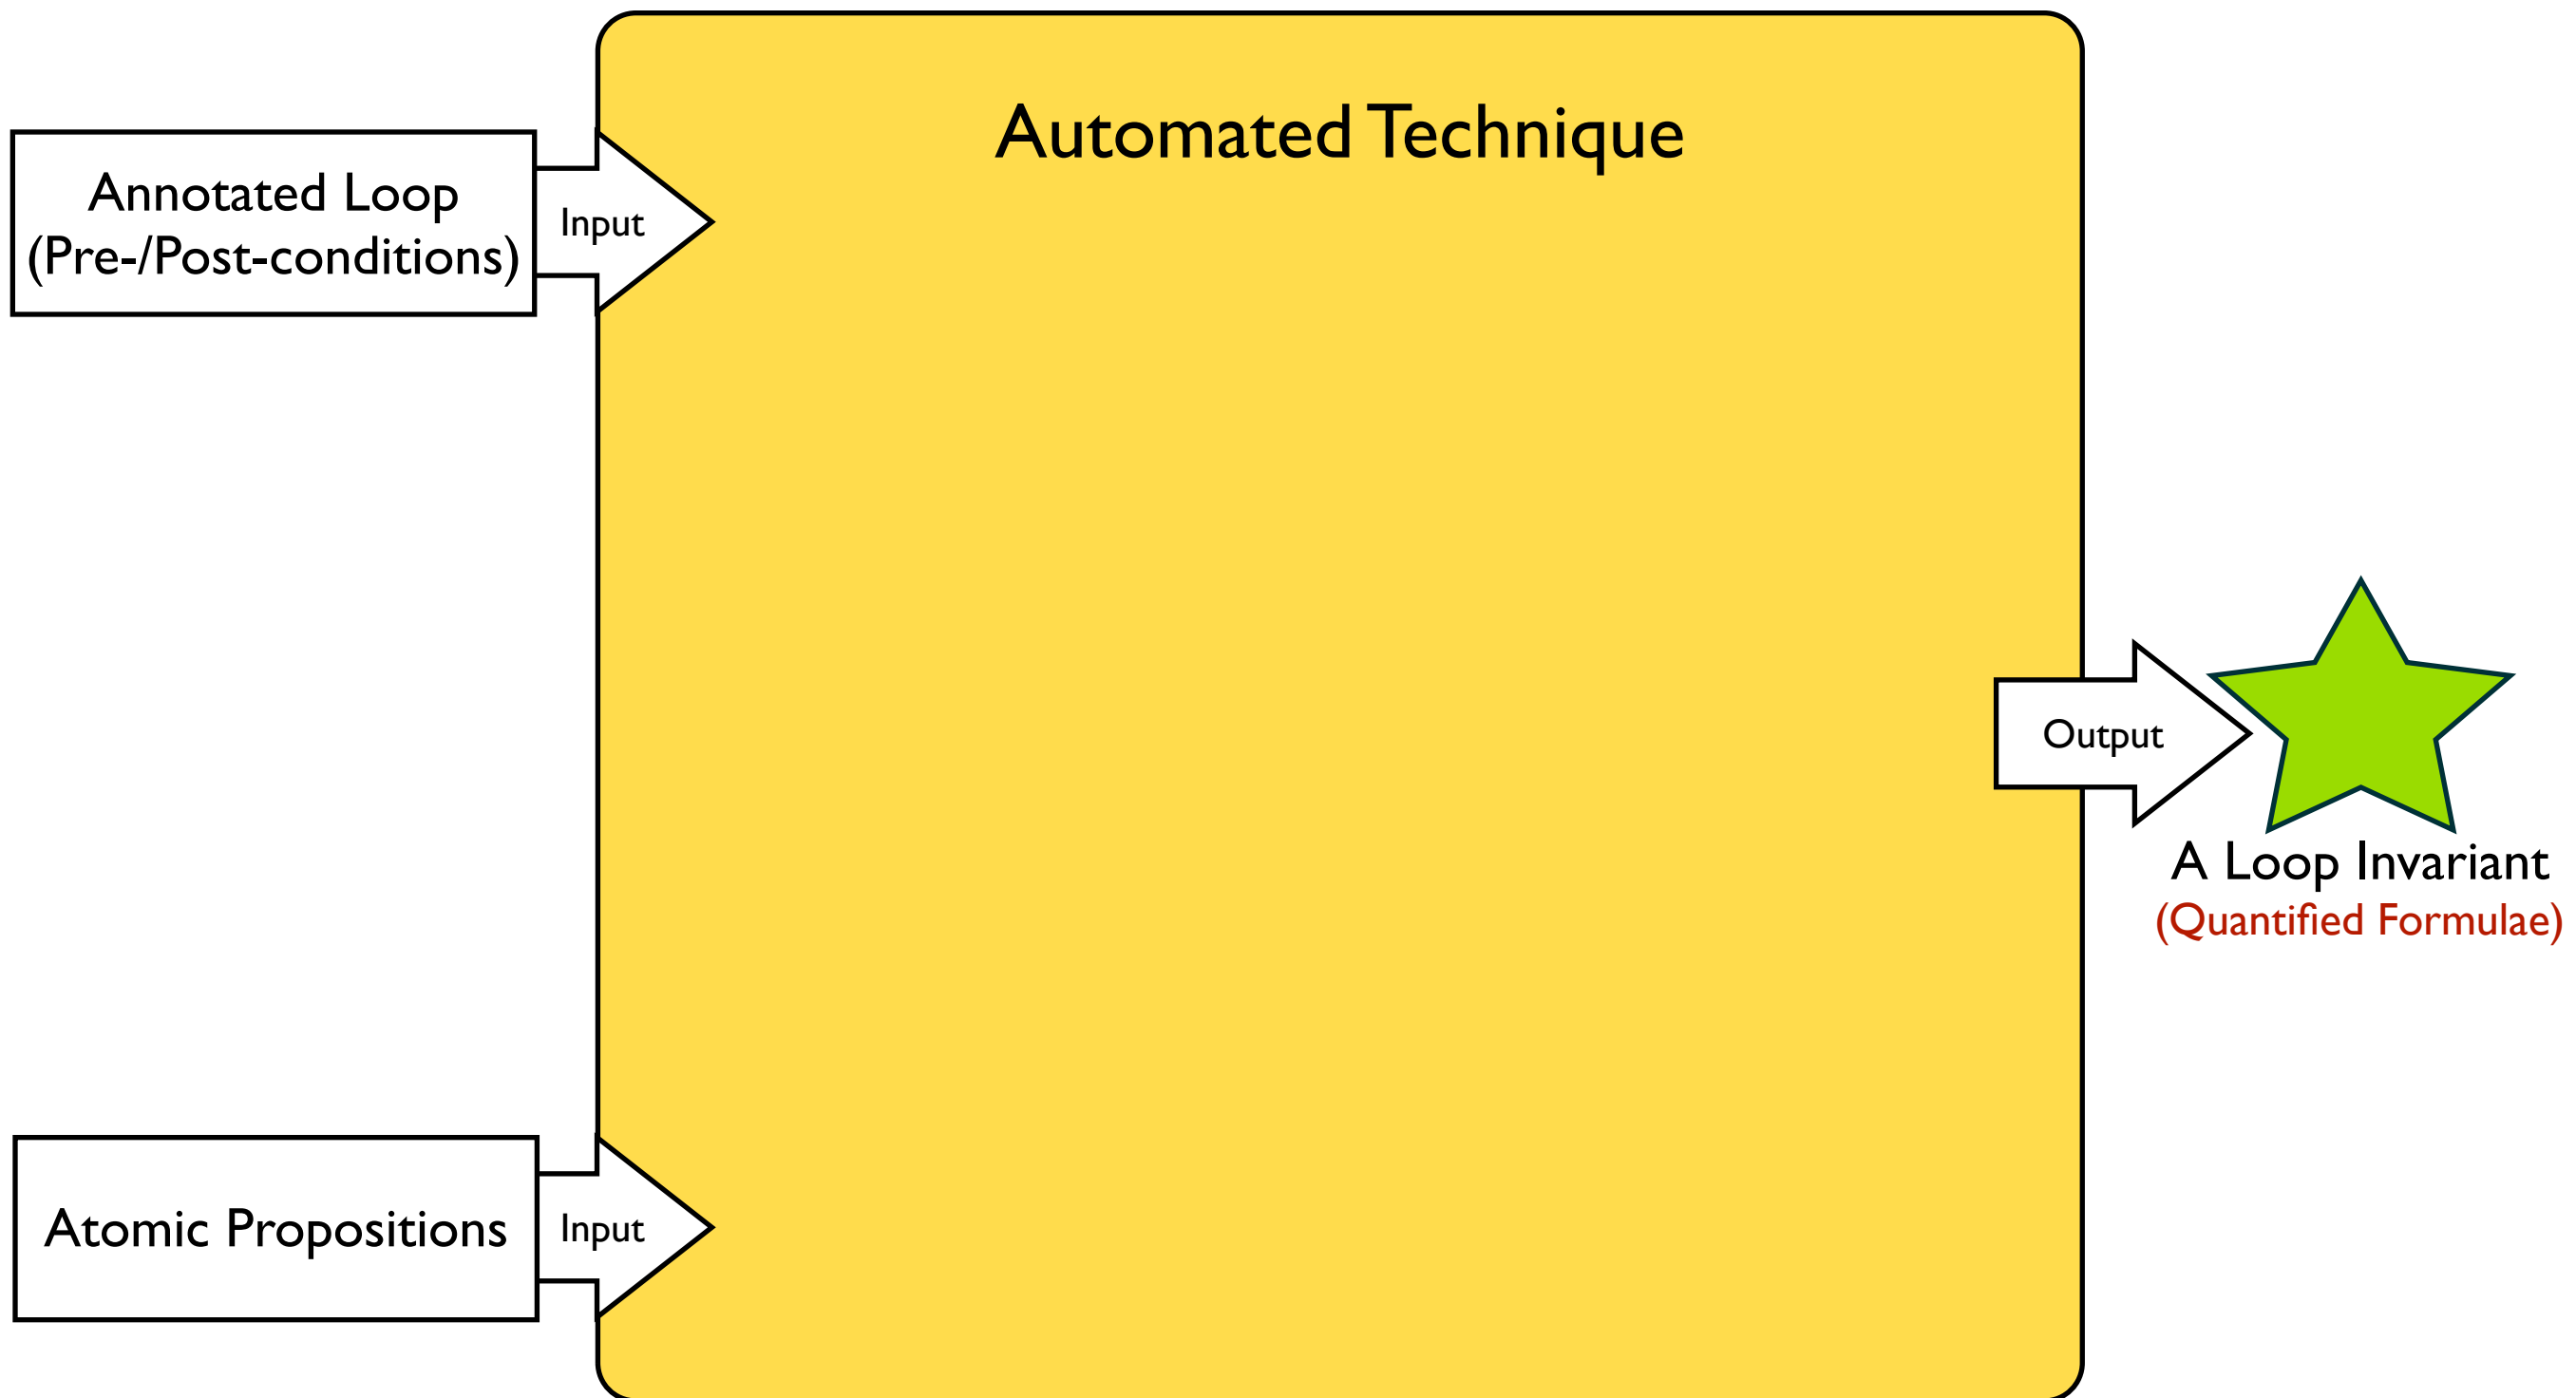 Automated Technique
Annotated Loop
(Pre-/Post-conditions)
Input
Output
A Loop Invariant
(Quantified Formulae)
Atomic Propositions
Input